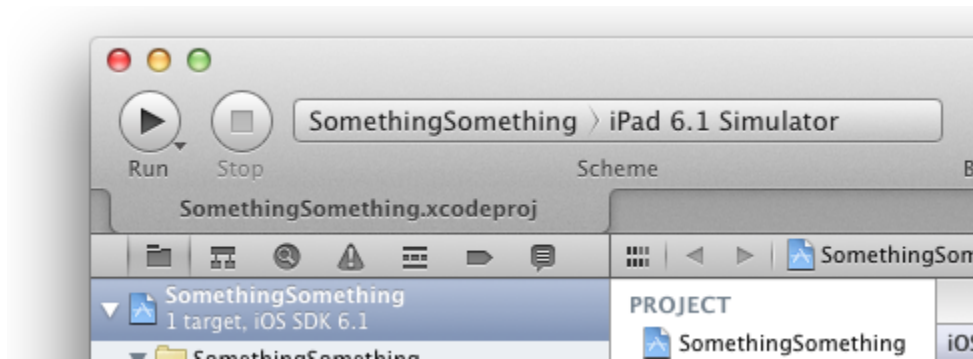 SomethingSomething 〉 iPad 6.1 Simulator
Run Stop Scheme
SomethingSomething.xcodeproj
SomethingSom
SomethingSomething
1 target, iOS SDK 6.1
PROJECT
SomethingSomething
SomethingSomething